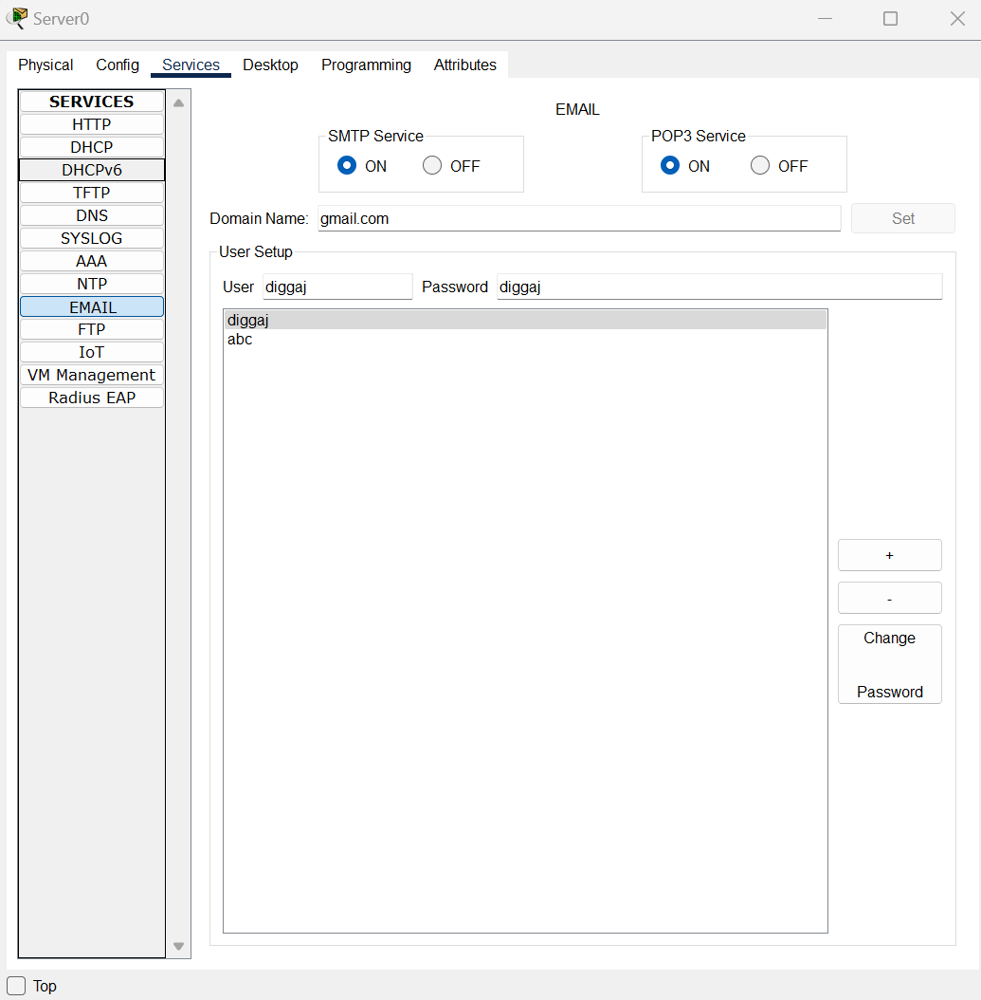 Server0
Physical Config Services Desktop Programming Attributes
SERVICES
HTTP
DHCP
DHCPv6
TFTP
DNS
SYSLOG
AAA
NTP
EMAIL
FTP
IoT
VM Management
Radius EAP
EMAIL
SMTP Service POP3 Service
ON OFF ON OFF
Domain Name: gmail.com Set
User Setup
User diggaj Password diggaj
diggaj
abc
+
-
Change
Password
Top